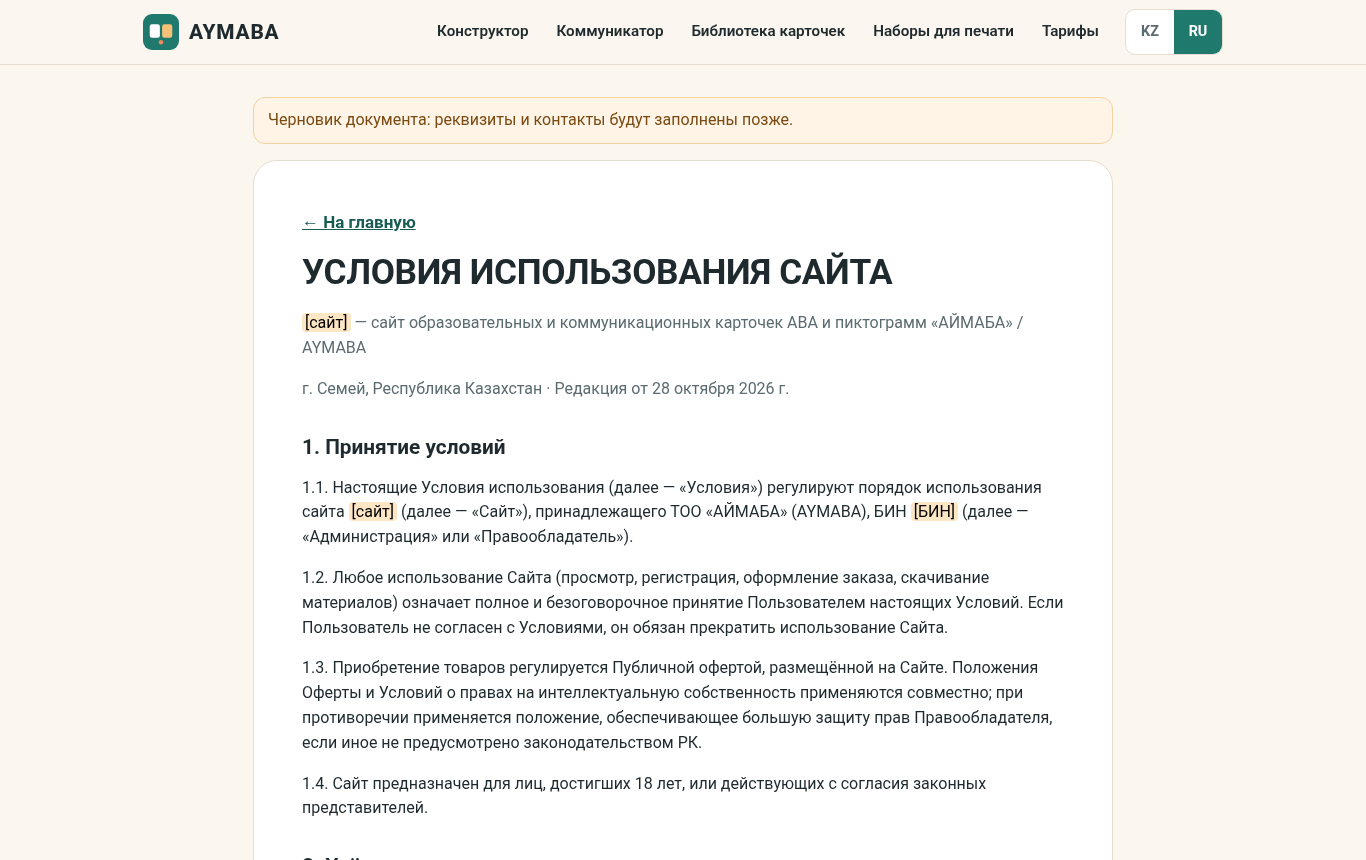 AYMABA
Конструктор
Коммуникатор
Библиотека карточек
Наборы для печати
Тарифы
KZ
RU
Черновик документа: реквизиты и контакты будут заполнены позже.
← На главную
УСЛОВИЯ ИСПОЛЬЗОВАНИЯ САЙТА
[сайт] — сайт образовательных и коммуникационных карточек АВА и пиктограмм «АЙМАБА» /
AYMABA
г. Семей, Республика Казахстан · Редакция от 28 октября 2026 г.
1. Принятие условий
1.1. Настоящие Условия использования (далее — «Условия») регулируют порядок использования
сайта [сайт] (далее — «Сайт»), принадлежащего ТОО «АЙМАБА» (AYMABA), БИН [БИН] (далее —
«Администрация» или «Правообладатель»).
1.2. Любое использование Сайта (просмотр, регистрация, оформление заказа, скачивание
материалов) означает полное и безоговорочное принятие Пользователем настоящих Условий. Если
Пользователь не согласен с Условиями, он обязан прекратить использование Сайта.
1.3. Приобретение товаров регулируется Публичной офертой, размещённой на Сайте. Положения
Оферты и Условий о правах на интеллектуальную собственность применяются совместно; при
противоречии применяется положение, обеспечивающее большую защиту прав Правообладателя,
если иное не предусмотрено законодательством РК.
1.4. Сайт предназначен для лиц, достигших 18 лет, или действующих с согласия законных
представителей.